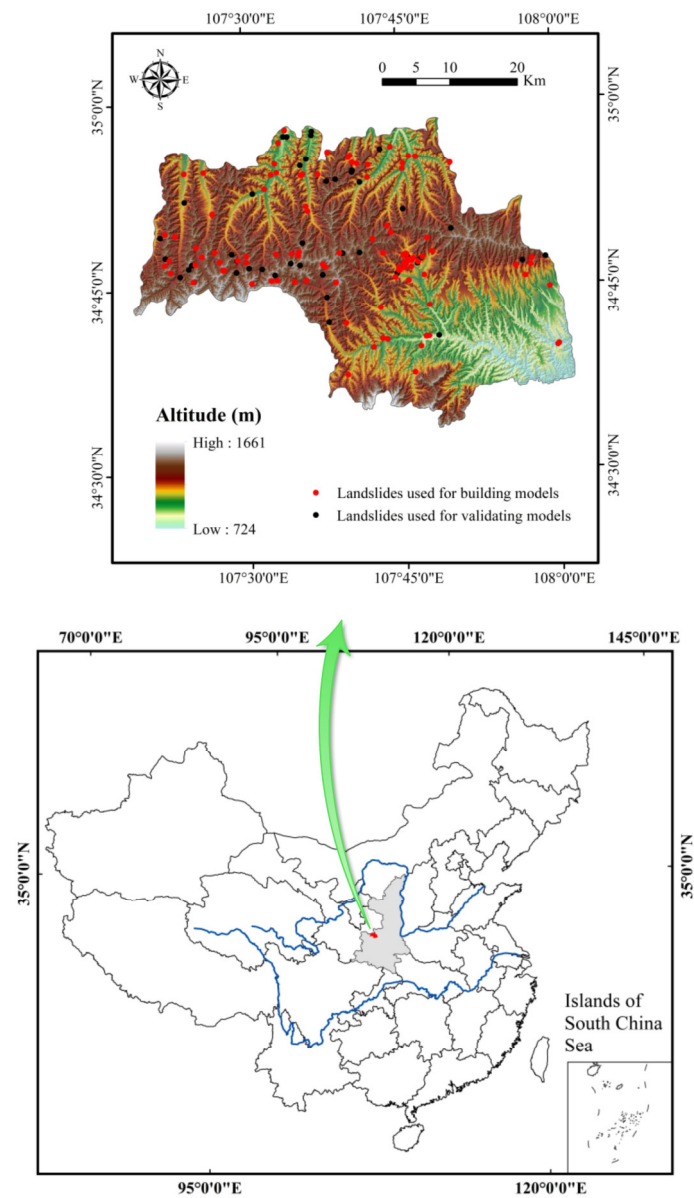 107°30'0"E 107°45'0"E 108°0'0"E
N
W E
S
0 5 10 20
Km
35°0'0"N 35°0'0"N
34°45'0"N 34°45'0"N
34°30'0"N 34°30'0"N
Altitude (m)
High : 1661
Low : 724
Landslides used for building models
Landslides used for validating models
107°30'0"E 107°45'0"E 108°0'0"E
70°0'0"E 95°0'0"E 120°0'0"E 145°0'0"E
35°0'0"N 35°0'0"N
Islands of
South China
Sea
95°0'0"E 120°0'0"E